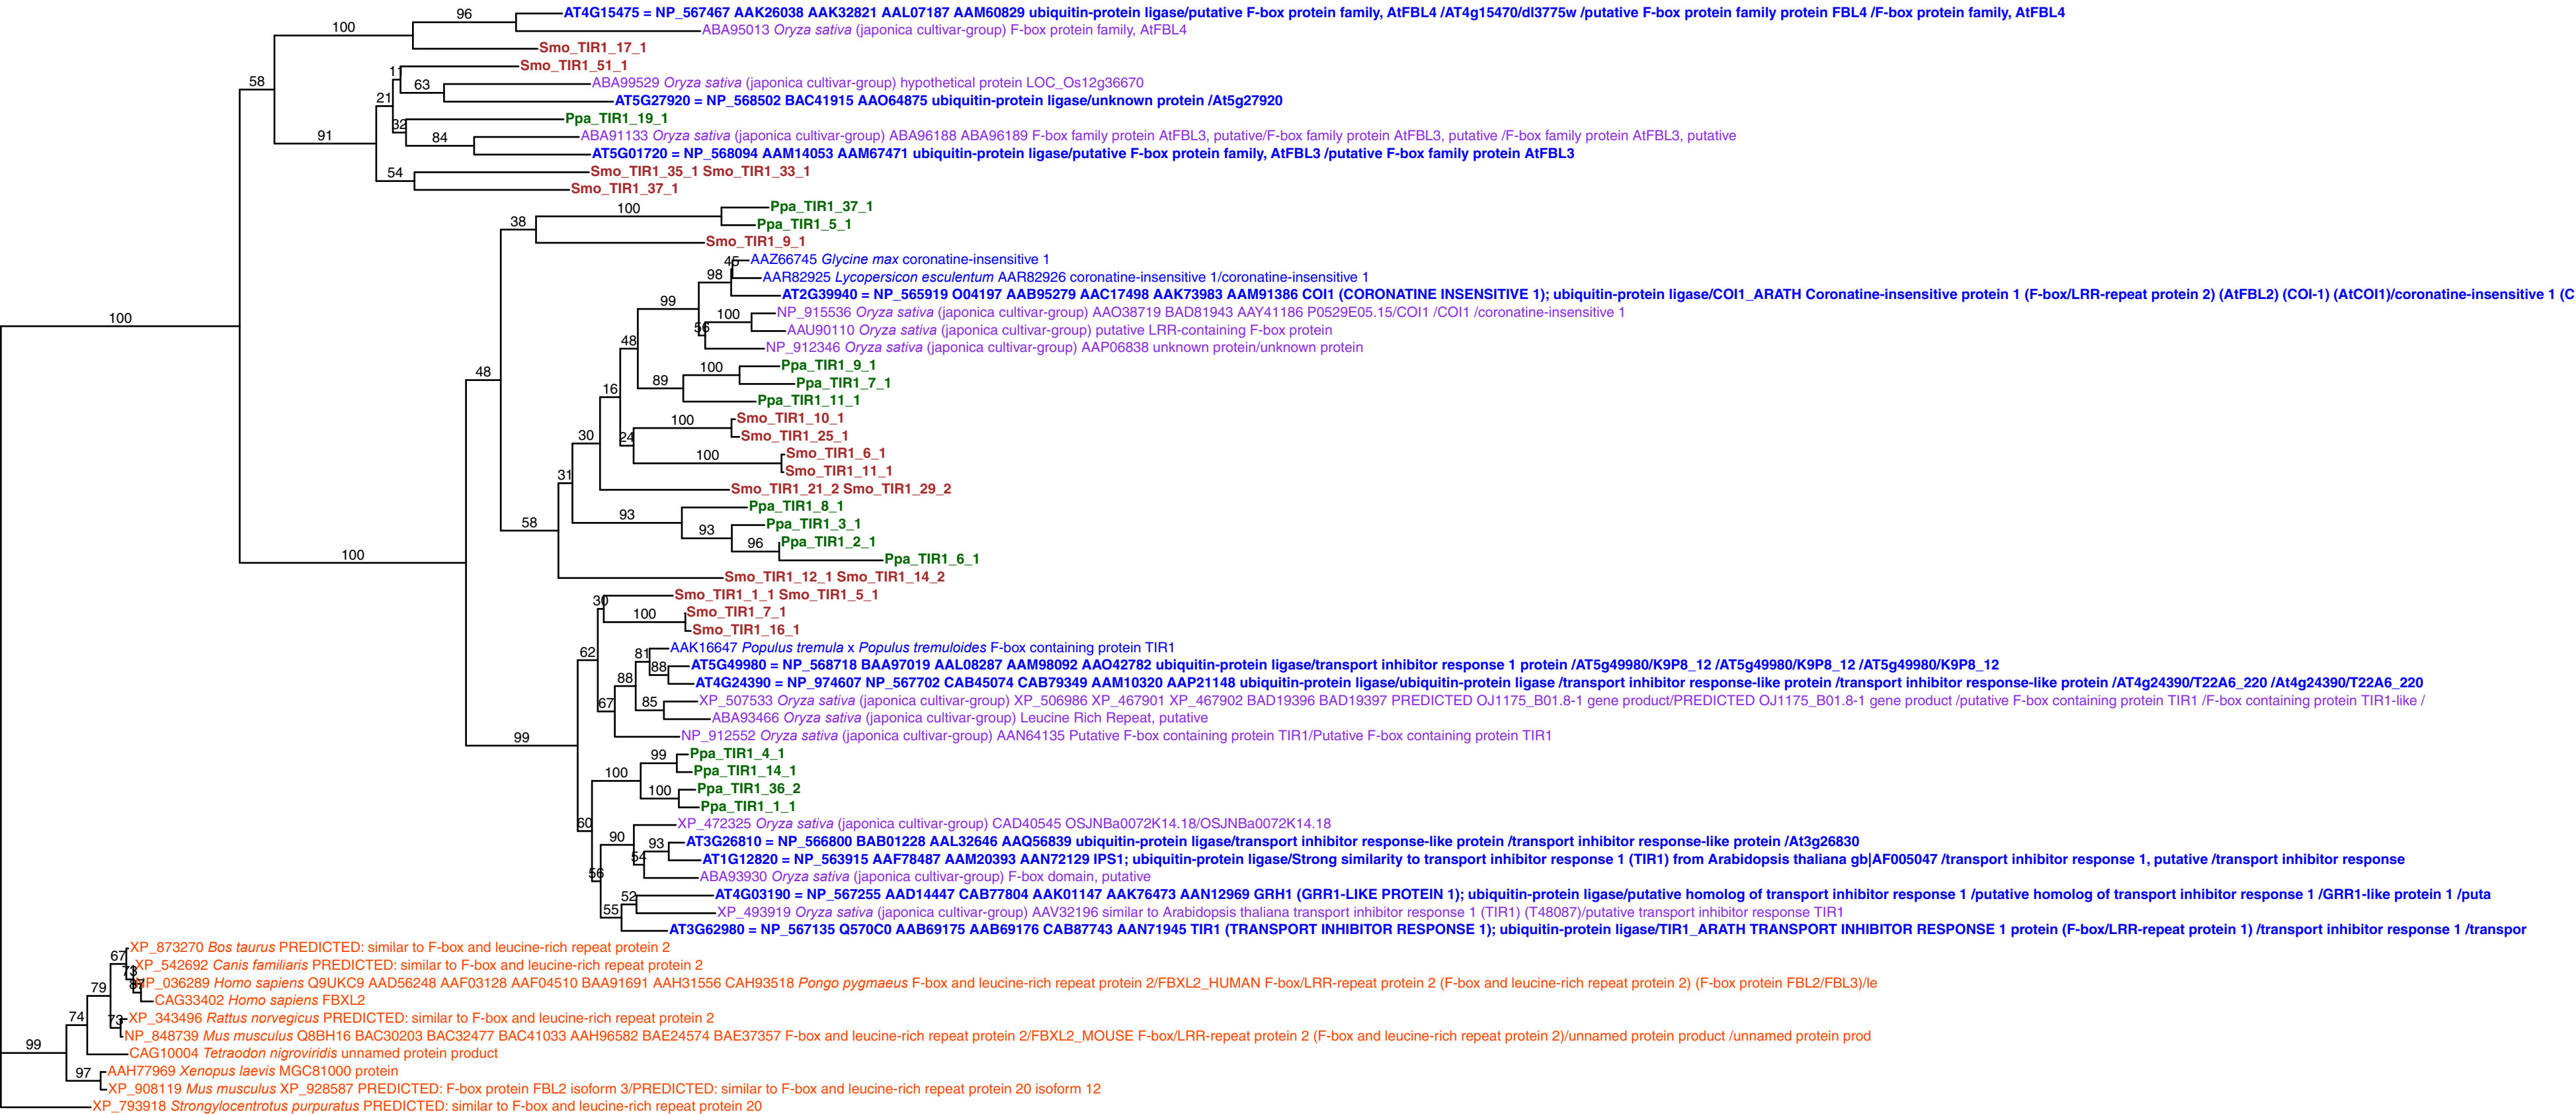 AT4G15475 = NP_567467 AAK26038 AAK32821 AAL07187 AAM60829 ubiquitin-protein ligase/putative F-box protein family, AtFBL4 /AT4g15470/dl3775w /putative F-box protein family protein FBL4 /F-box protein family, AtFBL4
96
100
ABA95013 Oryza sativa (japonica cultivar-group) F-box protein family, AtFBL4
Smo_TIR1_17_1
Smo_TIR1_51_1
11
58
63
ABA99529 Oryza sativa (japonica cultivar-group) hypothetical protein LOC_Os12g36670
21
AT5G27920 = NP_568502 BAC41915 AAO64875 ubiquitin-protein ligase/unknown protein /At5g27920
Ppa_TIR1_19_1
32
91
84
ABA91133 Oryza sativa (japonica cultivar-group) ABA96188 ABA96189 F-box family protein AtFBL3, putative/F-box family protein AtFBL3, putative /F-box family protein AtFBL3, putative
AT5G01720 = NP_568094 AAM14053 AAM67471 ubiquitin-protein ligase/putative F-box protein family, AtFBL3 /putative F-box family protein AtFBL3
54
Smo_TIR1_35_1 Smo_TIR1_33_1
Smo_TIR1_37_1
100
Ppa_TIR1_37_1
38
Ppa_TIR1_5_1
Smo_TIR1_9_1
45
AAZ66745 Glycine max coronatine-insensitive 1
98
AAR82925 Lycopersicon esculentum AAR82926 coronatine-insensitive 1/coronatine-insensitive 1
99
AT2G39940 = NP_565919 O04197 AAB95279 AAC17498 AAK73983 AAM91386 COI1 (CORONATINE INSENSITIVE 1); ubiquitin-protein ligase/COI1_ARATH Coronatine-insensitive protein 1 (F-box/LRR-repeat protein 2) (AtFBL2) (COI-1) (AtCOI1)/coronatine-insensitive 1 (C
100
100
NP_915536 Oryza sativa (japonica cultivar-group) AAO38719 BAD81943 AAY41186 P0529E05.15/COI1 /COI1 /coronatine-insensitive 1
56
AAU90110 Oryza sativa (japonica cultivar-group) putative LRR-containing F-box protein
48
NP_912346 Oryza sativa (japonica cultivar-group) AAP06838 unknown protein/unknown protein
48
100
Ppa_TIR1_9_1
89
Ppa_TIR1_7_1
16
Ppa_TIR1_11_1
100
Smo_TIR1_10_1
30
24
Smo_TIR1_25_1
100
Smo_TIR1_6_1
31
Smo_TIR1_11_1
Smo_TIR1_21_2 Smo_TIR1_29_2
93
Ppa_TIR1_8_1
58
93
Ppa_TIR1_3_1
96
Ppa_TIR1_2_1
100
Ppa_TIR1_6_1
Smo_TIR1_12_1 Smo_TIR1_14_2
30
Smo_TIR1_1_1 Smo_TIR1_5_1
100
Smo_TIR1_7_1
Smo_TIR1_16_1
62
81
AAK16647 Populus tremula x Populus tremuloides F-box containing protein TIR1
88
AT5G49980 = NP_568718 BAA97019 AAL08287 AAM98092 AAO42782 ubiquitin-protein ligase/transport inhibitor response 1 protein /AT5g49980/K9P8_12 /AT5g49980/K9P8_12 /AT5g49980/K9P8_12
88
AT4G24390 = NP_974607 NP_567702 CAB45074 CAB79349 AAM10320 AAP21148 ubiquitin-protein ligase/ubiquitin-protein ligase /transport inhibitor response-like protein /transport inhibitor response-like protein /AT4g24390/T22A6_220 /At4g24390/T22A6_220
67
85
XP_507533 Oryza sativa (japonica cultivar-group) XP_506986 XP_467901 XP_467902 BAD19396 BAD19397 PREDICTED OJ1175_B01.8-1 gene product/PREDICTED OJ1175_B01.8-1 gene product /putative F-box containing protein TIR1 /F-box containing protein TIR1-like /
ABA93466 Oryza sativa (japonica cultivar-group) Leucine Rich Repeat, putative
99
NP_912552 Oryza sativa (japonica cultivar-group) AAN64135 Putative F-box containing protein TIR1/Putative F-box containing protein TIR1
99
Ppa_TIR1_4_1
100
Ppa_TIR1_14_1
100
Ppa_TIR1_36_2
Ppa_TIR1_1_1
60
XP_472325 Oryza sativa (japonica cultivar-group) CAD40545 OSJNBa0072K14.18/OSJNBa0072K14.18
90
93
AT3G26810 = NP_566800 BAB01228 AAL32646 AAQ56839 ubiquitin-protein ligase/transport inhibitor response-like protein /transport inhibitor response-like protein /At3g26830
54
AT1G12820 = NP_563915 AAF78487 AAM20393 AAN72129 IPS1; ubiquitin-protein ligase/Strong similarity to transport inhibitor response 1 (TIR1) from Arabidopsis thaliana gb|AF005047 /transport inhibitor response 1, putative /transport inhibitor response
56
ABA93930 Oryza sativa (japonica cultivar-group) F-box domain, putative
52
AT4G03190 = NP_567255 AAD14447 CAB77804 AAK01147 AAK76473 AAN12969 GRH1 (GRR1-LIKE PROTEIN 1); ubiquitin-protein ligase/putative homolog of transport inhibitor response 1 /putative homolog of transport inhibitor response 1 /GRR1-like protein 1 /puta
55
XP_493919 Oryza sativa (japonica cultivar-group) AAV32196 similar to Arabidopsis thaliana transport inhibitor response 1 (TIR1) (T48087)/putative transport inhibitor response TIR1
AT3G62980 = NP_567135 Q570C0 AAB69175 AAB69176 CAB87743 AAN71945 TIR1 (TRANSPORT INHIBITOR RESPONSE 1); ubiquitin-protein ligase/TIR1_ARATH TRANSPORT INHIBITOR RESPONSE 1 protein (F-box/LRR-repeat protein 1) /transport inhibitor response 1 /transpor
XP_873270 Bos taurus PREDICTED: similar to F-box and leucine-rich repeat protein 2
67
73
XP_542692 Canis familiaris PREDICTED: similar to F-box and leucine-rich repeat protein 2
NP_036289 Homo sapiens Q9UKC9 AAD56248 AAF03128 AAF04510 BAA91691 AAH31556 CAH93518 Pongo pygmaeus F-box and leucine-rich repeat protein 2/FBXL2_HUMAN F-box/LRR-repeat protein 2 (F-box and leucine-rich repeat protein 2) (F-box protein FBL2/FBL3)/le
79
CAG33402 Homo sapiens FBXL2
74
73
XP_343496 Rattus norvegicus PREDICTED: similar to F-box and leucine-rich repeat protein 2
NP_848739 Mus musculus Q8BH16 BAC30203 BAC32477 BAC41033 AAH96582 BAE24574 BAE37357 F-box and leucine-rich repeat protein 2/FBXL2_MOUSE F-box/LRR-repeat protein 2 (F-box and leucine-rich repeat protein 2)/unnamed protein product /unnamed protein prod
99
CAG10004 Tetraodon nigroviridis unnamed protein product
97
AAH77969 Xenopus laevis MGC81000 protein
XP_908119 Mus musculus XP_928587 PREDICTED: F-box protein FBL2 isoform 3/PREDICTED: similar to F-box and leucine-rich repeat protein 20 isoform 12
XP_793918 Strongylocentrotus purpuratus PREDICTED: similar to F-box and leucine-rich repeat protein 20